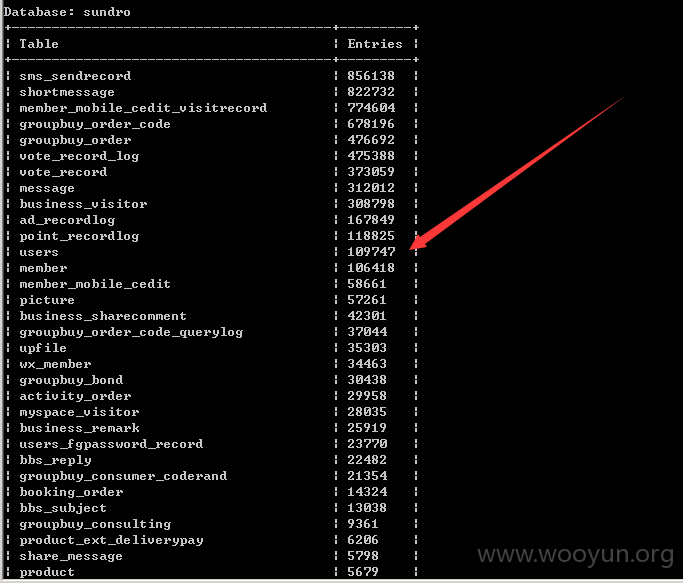 Database: sundro
Table Entries
sms_sendrecord 856138
shortmessage 822732
member_mobile_cedit_visitrecord 774604
groupbuy_order_code 678196
groupbuy_order 476692
vote_record_log 475388
vote_record 373059
message 312012
business_visitor 308798
ad_recordlog 167849
point_recordlog 118825
users 109747
member 106418
member_mobile_cedit 58661
picture 57261
business_sharecomment 42301
groupbuy_order_code_querylog 37044
upfile 35303
wx_member 34463
groupbuy_bond 30438
activity_order 29958
myspace_visitor 28035
business_remark 25919
users_fgpassword_record 23770
bbs_reply 22482
groupbuy_consumer_coderand 21354
booking_order 14324
bbs_subject 13038
groupbuy_consulting 9361
product_ext_deliverypay 6206
share_message 5798
product 5679
www.wooyun.org